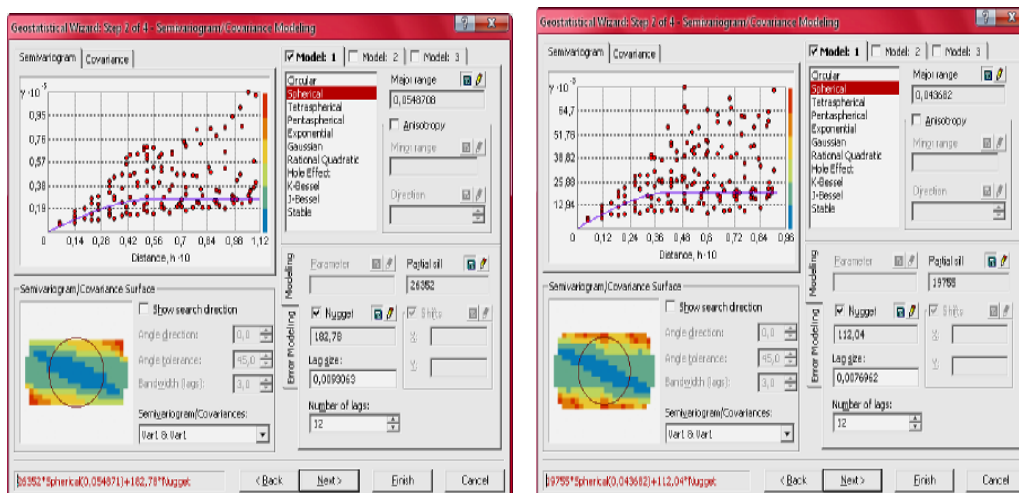 Geostatistical Wizard: Step 2 of 4 - Semivariogram/Covariance Modeling
Semivariogram
Covariance
γ·10⁻⁵
0,95
0,76
0,57
0,38
0,19
0 0,14 0,28 0,42 0,56 0,7 0,84 0,98 1,12
Distance, h·10
Semivariogram/Covariance Surface
Show search direction
Angle direction: 0,0
Angle tolerance: 45,0
Bandwidth (lags): 3,0
Semivariogram/Covariances:
Var1 & Var1
Model: 1
Model: 2
Model: 3
Circular
Spherical
Tetraspherical
Pentaspherical
Exponential
Gaussian
Rational Quadratic
Hole Effect
K-Bessel
J-Bessel
Stable
Major range
0,0548708
Anisotropy
Minor range
Direction
Modeling
Error Modeling
Parameter
Partial sill
26352
Nugget
182,78
Shifts
X:
Y:
Lag size:
0,0093063
Number of lags:
12
26352*Spherical(0,054871)+182,78*Nugget
< Back
Next >
Finish
Cancel
Geostatistical Wizard: Step 2 of 4 - Semivariogram/Covariance Modeling
Semivariogram
Covariance
64,7
51,76
38,82
25,88
12,94
0 0,12 0,24 0,36 0,48 0,6 0,72 0,84 0,96
Distance, h·10
Semivariogram/Covariance Surface
Show search direction
Angle direction: 0,0
Angle tolerance: 45,0
Bandwidth (lags): 3,0
Semivariogram/Covariances:
Var1 & Var1
Model: 1
Model: 2
Model: 3
Circular
Spherical
Tetraspherical
Pentaspherical
Exponential
Gaussian
Rational Quadratic
Hole Effect
K-Bessel
J-Bessel
Stable
Major range
0,043682
Anisotropy
Minor range
Direction
Modeling
Error Modeling
Parameter
Partial sill
19755
Nugget
112,04
Shifts
X:
Y:
Lag size:
0,0076962
Number of lags:
12
19755*Spherical(0,043682)+112,04*Nugget
< Back
Next >
Finish
Cancel